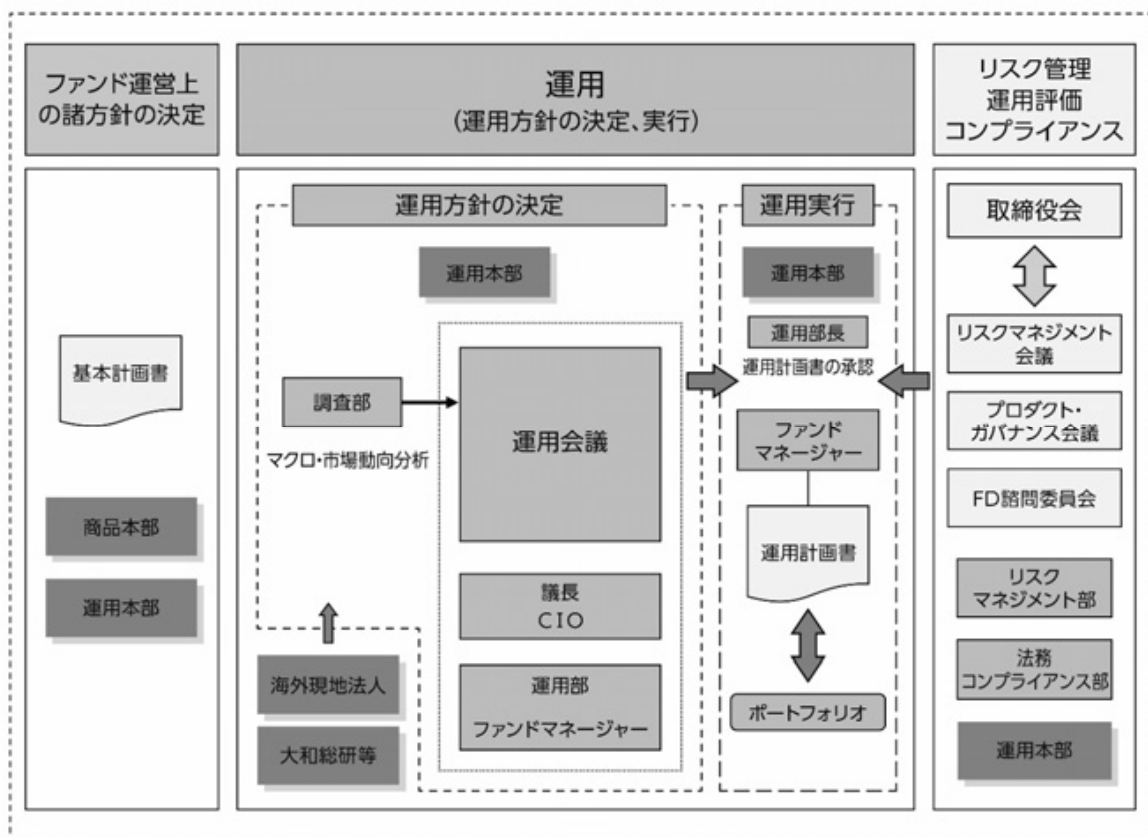 ファンド運営上
の諸方針の決定
運用
(運用方針の決定、実行)
リスク管理
運用評価
コンプライアンス
基本計画書
商品本部
運用本部
運用方針の決定
運用本部
調査部
マクロ・市場動向分析
運用会議
議長
CIO
運用部
ファンドマネージャー
海外現地法人
大和総研等
運用実行
運用本部
運用部長
運用計画書の承認
ファンド
マネージャー
運用計画書
ポートフォリオ
取締役会
リスクマネジメント
会議
プロダクト・
ガバナンス会議
FD諮問委員会
リスク
マネジメント部
法務
コンプライアンス部
運用本部